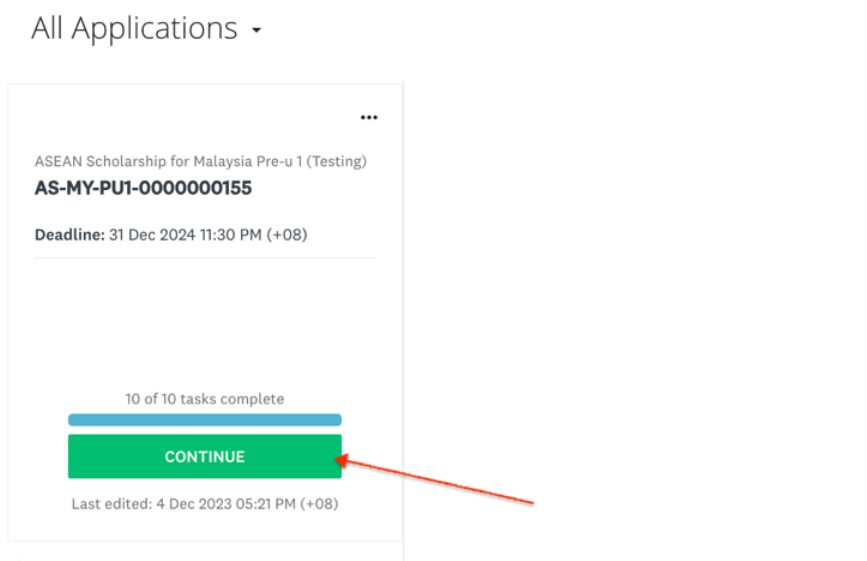 All Applications
ASEAN Scholarship for Malaysia Pre-u 1 (Testing)
AS-MY-PU1-0000000155
Deadline: 31 Dec 2024 11:30 PM (+08)
10 of 10 tasks complete
CONTINUE
Last edited: 4 Dec 2023 05:21 PM (+08)